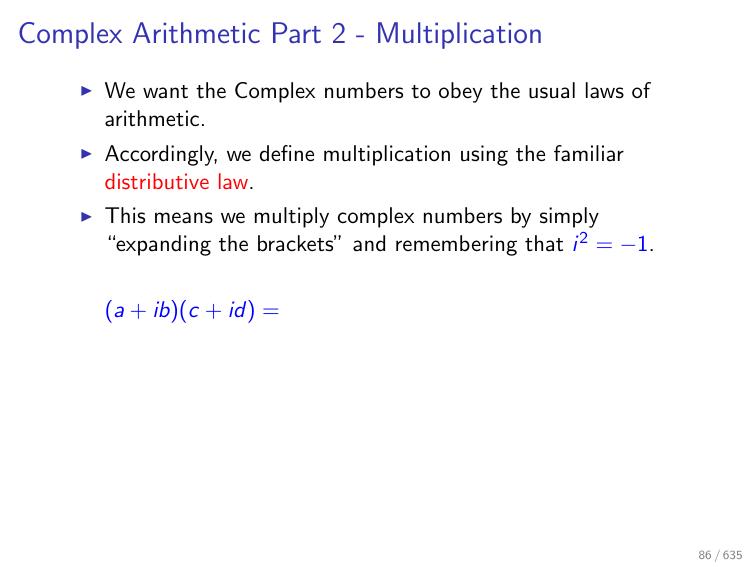 Complex Arithmetic Part 2 - Multiplication
▶ We want the Complex numbers to obey the usual laws of
arithmetic.
▶ Accordingly, we define multiplication using the familiar
distributive law.
▶ This means we multiply complex numbers by simply
“expanding the brackets” and remembering that i² = −1.
(a + ib)(c + id) =
86 / 635